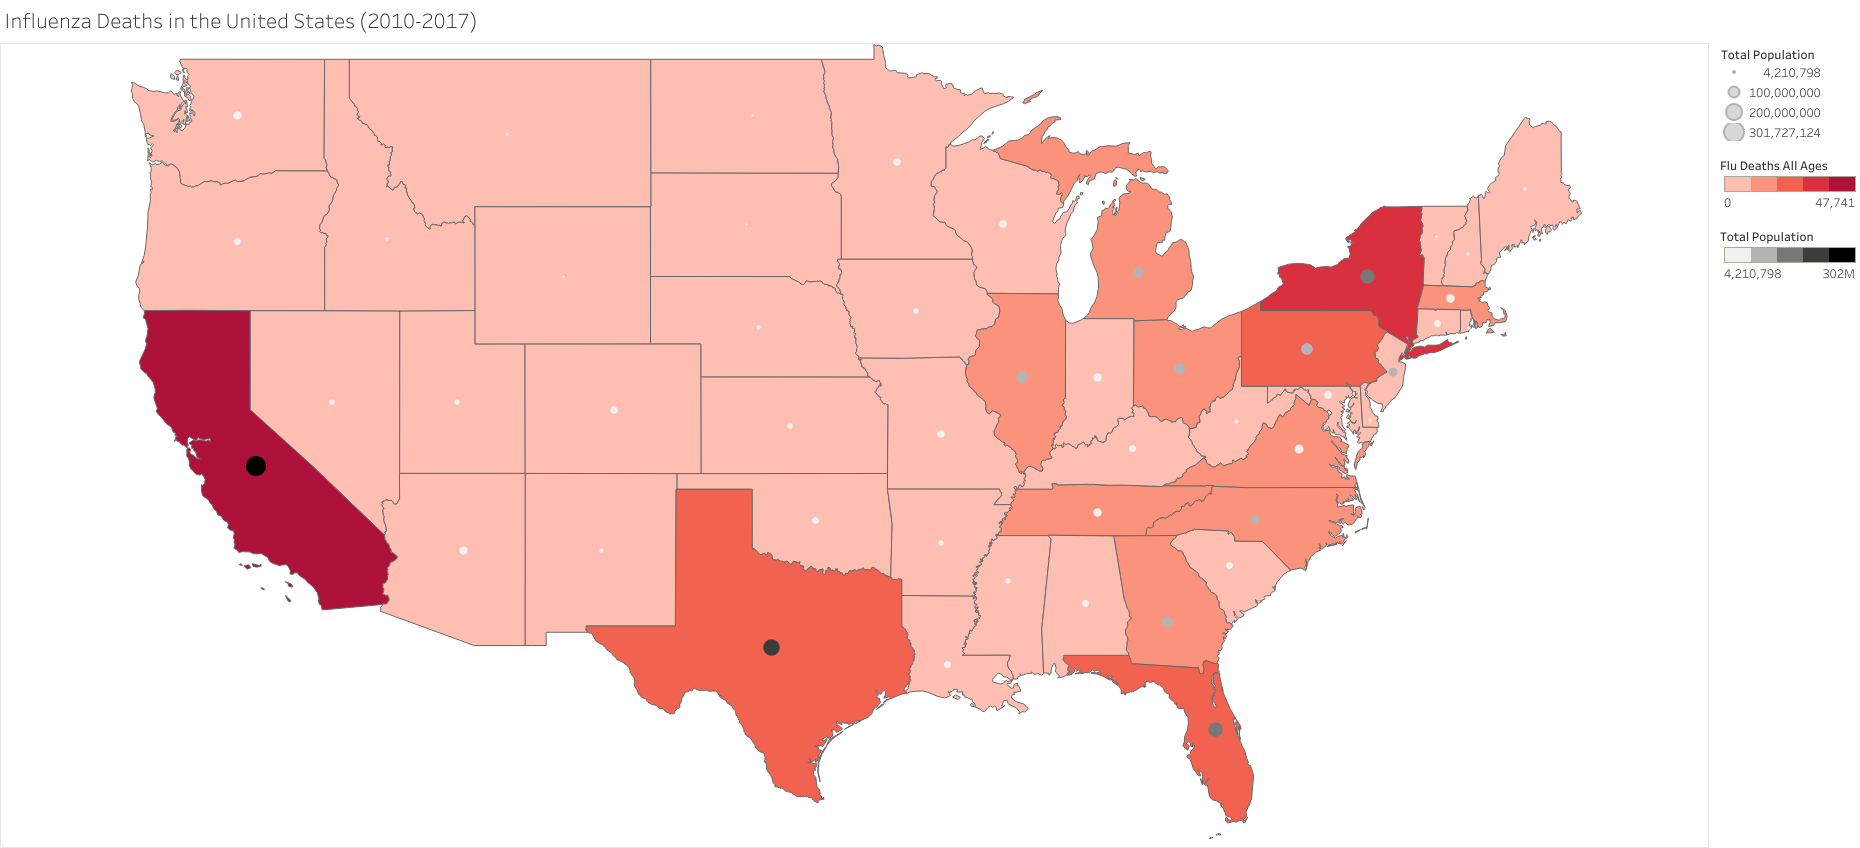 Influenza Deaths in the United States (2010-2017)
Total Population
4,210,798
100,000,000
200,000,000
301,727,124
Flu Deaths All Ages
0 47,741
Total Population
4,210,798 302M